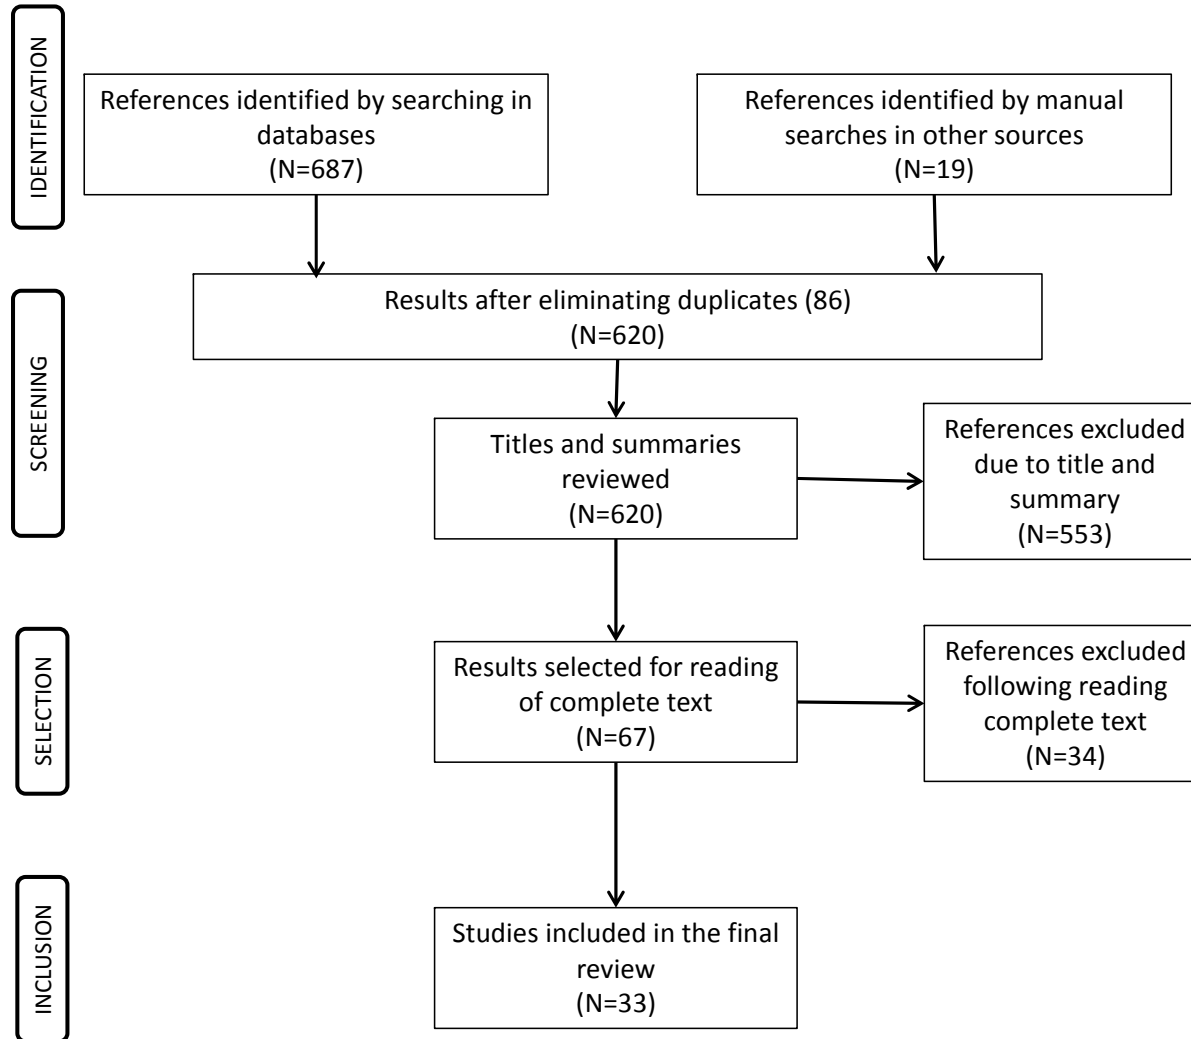 IDENTIFICATION
References identified by searching in
databases
(N=687)
References identified by manual
searches in other sources
(N=19)
SCREENING
Results after eliminating duplicates (86)
(N=620)
Titles and summaries
reviewed
(N=620)
References excluded
due to title and
summary
(N=553)
SELECTION
Results selected for reading
of complete text
(N=67)
References excluded
following reading
complete text
(N=34)
INCLUSION
Studies included in the final
review
(N=33)